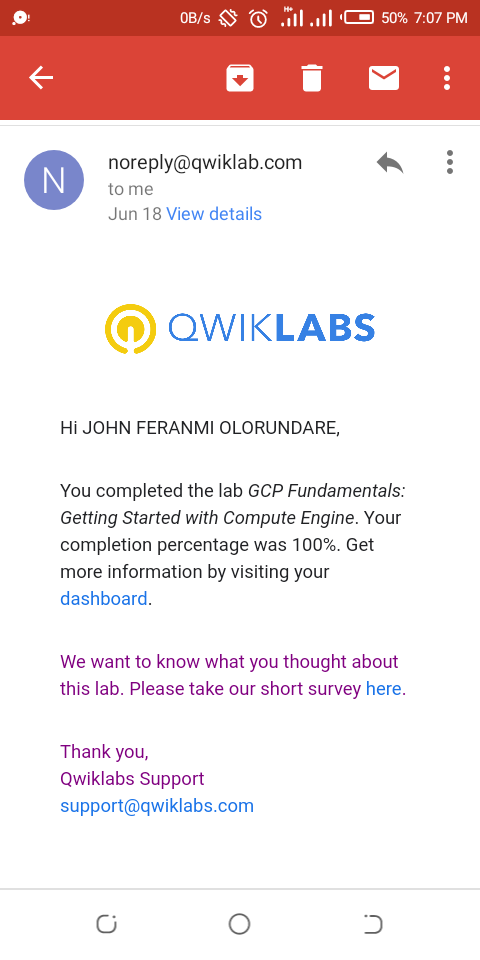 0B/s H+ 50% 7:07 PM
N
noreply@qwiklab.com
to me
Jun 18 View details
QWIKLABS
Hi JOHN FERANMI OLORUNDARE,
You completed the lab GCP Fundamentals:
Getting Started with Compute Engine. Your
completion percentage was 100%. Get
more information by visiting your
dashboard.
We want to know what you thought about
this lab. Please take our short survey here.
Thank you,
Qwiklabs Support
support@qwiklabs.com